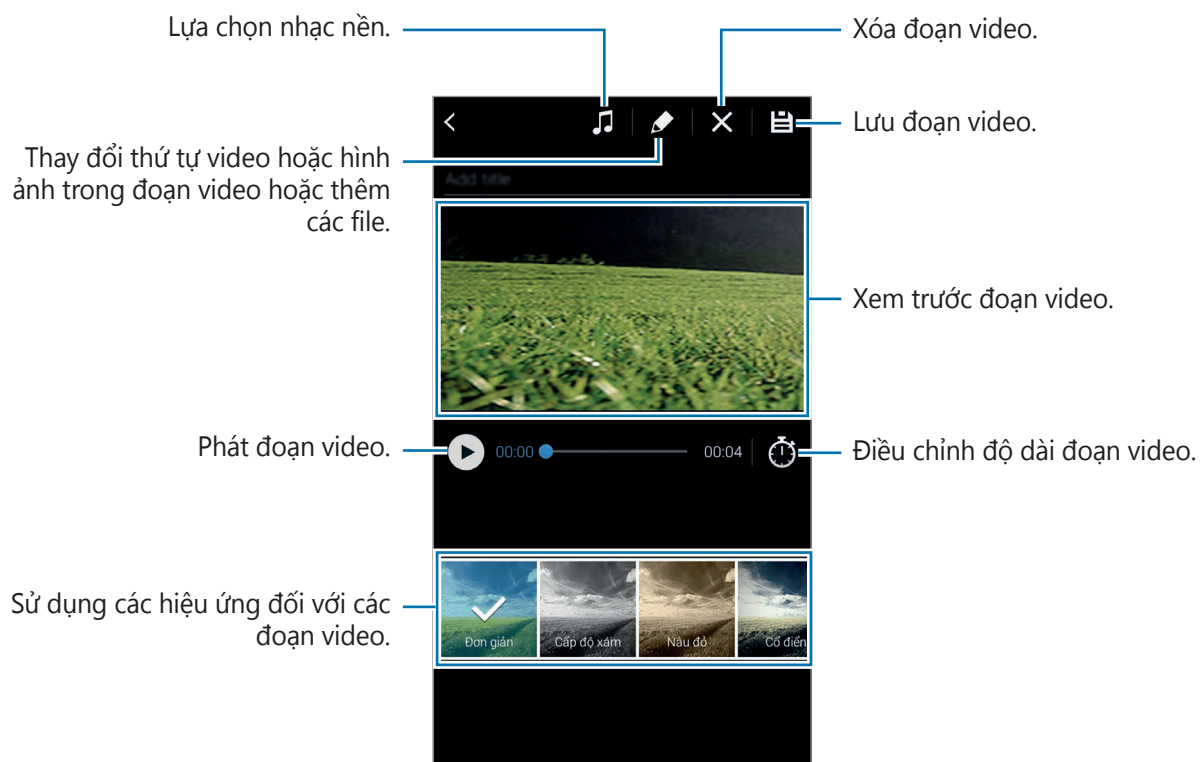 Lựa chọn nhạc nền.
Xóa đoạn video.
Lưu đoạn video.
Thay đổi thứ tự video hoặc hình
ảnh trong đoạn video hoặc thêm
các file.
Add title
Xem trước đoạn video.
Phát đoạn video.
00:00
00:04
Điều chỉnh độ dài đoạn video.
Sử dụng các hiệu ứng đối với các
đoạn video.
Đơn giản
Cấp độ xám
Nâu đỏ
Cổ điển